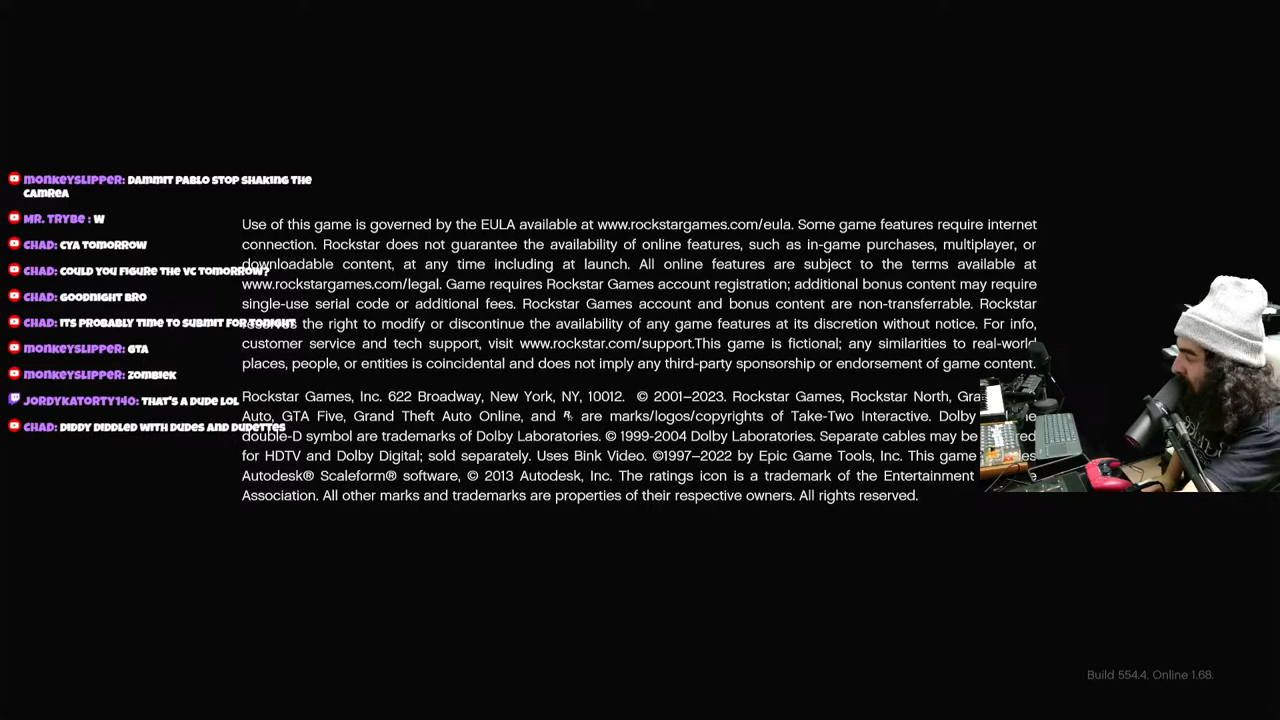 MONKEYSLIPPER: DAMMIT PABLO STOP SHAKING THE
CAMREA
MR. TRYBE : W
CHAD: CYA TOMORROW
CHAD: COULD YOU FIGURE THE VC TOMORROW?
CHAD: GOODNIGHT BRO
CHAD: ITS PROBABLY TIME TO SUBMIT FOR TONIGHT
MONKEYSLIPPER: GTA
MONKEYSLIPPER: ZOMBIEK
JORDYKATORTY140: THAT'S A DUDE LOL
CHAD: DIDDY DIDDLED WITH DUDES AND DUDETTES
Use of this game is governed by the EULA available at www.rockstargames.com/eula. Some game features require internet
connection. Rockstar does not guarantee the availability of online features, such as in-game purchases, multiplayer, or
downloadable content, at any time including at launch. All online features are subject to the terms available at
www.rockstargames.com/legal. Game requires Rockstar Games account registration; additional bonus content may require
single-use serial code or additional fees. Rockstar Games account and bonus content are non-transferrable. Rockstar
the right to modify or discontinue the availability of any game features at its discretion without notice. For info,
customer service and tech support, visit www.rockstar.com/support.This game is fictional; any similarities to real-world
places, people, or entities is coincidental and does not imply any third-party sponsorship or endorsement of game content.
Rockstar Games, Inc. 622 Broadway, New York, NY, 10012. © 2001–2023. Rockstar Games, Rockstar North,
Auto, GTA Five, Grand Theft Auto Online, and are marks/logos/copyrights of Take-Two Interactive. Dolby
double-D symbol are trademarks of Dolby Laboratories. © 1999-2004 Dolby Laboratories. Separate cables may be
for HDTV and Dolby Digital; sold separately. Uses Bink Video. ©1997–2022 by Epic Game Tools, Inc. This game
Autodesk® Scaleform® software, © 2013 Autodesk, Inc. The ratings icon is a trademark of the Entertainment
Association. All other marks and trademarks are properties of their respective owners. All rights reserved.
Build 554.4. Online 1.68.